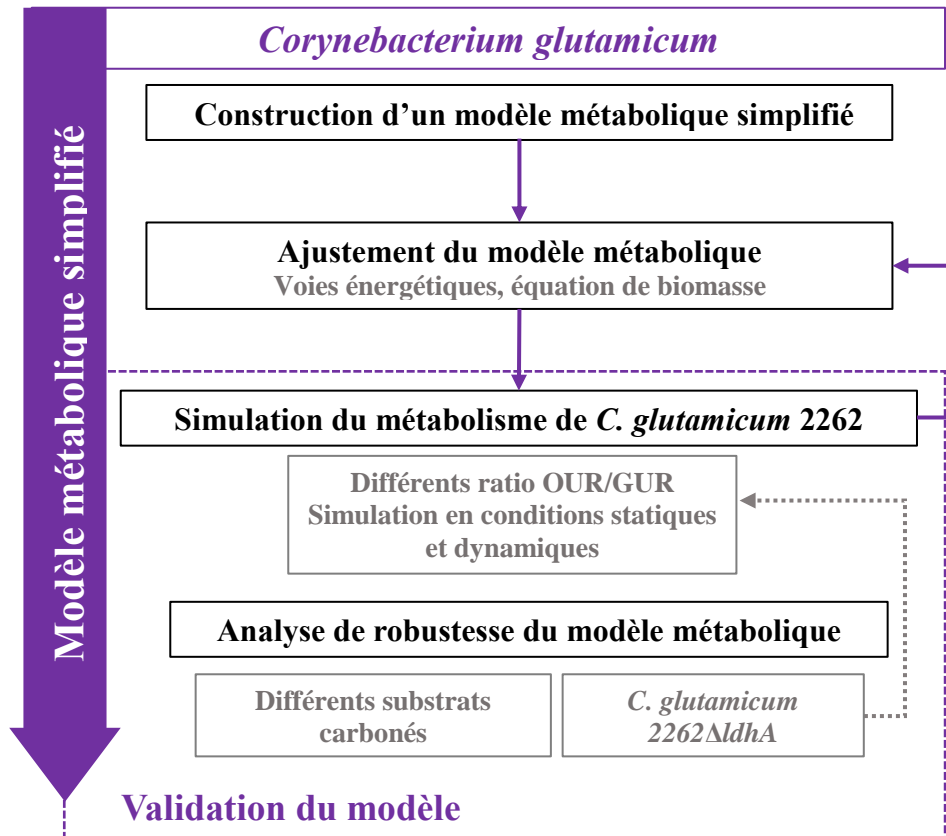 Corynebacterium glutamicum
Modèle métabolique simplifié
Construction d'un modèle métabolique simplifié
Ajustement du modèle métabolique
Voies énergétiques, équation de biomasse
Simulation du métabolisme de C. glutamicum 2262
Différents ratio OUR/GUR
Simulation en conditions statiques
et dynamiques
Analyse de robustesse du modèle métabolique
Différents substrats
carbonés
C. glutamicum
2262ΔldhA
Validation du modèle